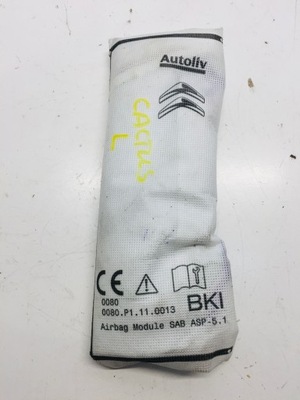 Autoliv
CACTUS
L
CE
0080
0080.P1.11.0013
BKI
Airbag Module SAB ASP-5.1